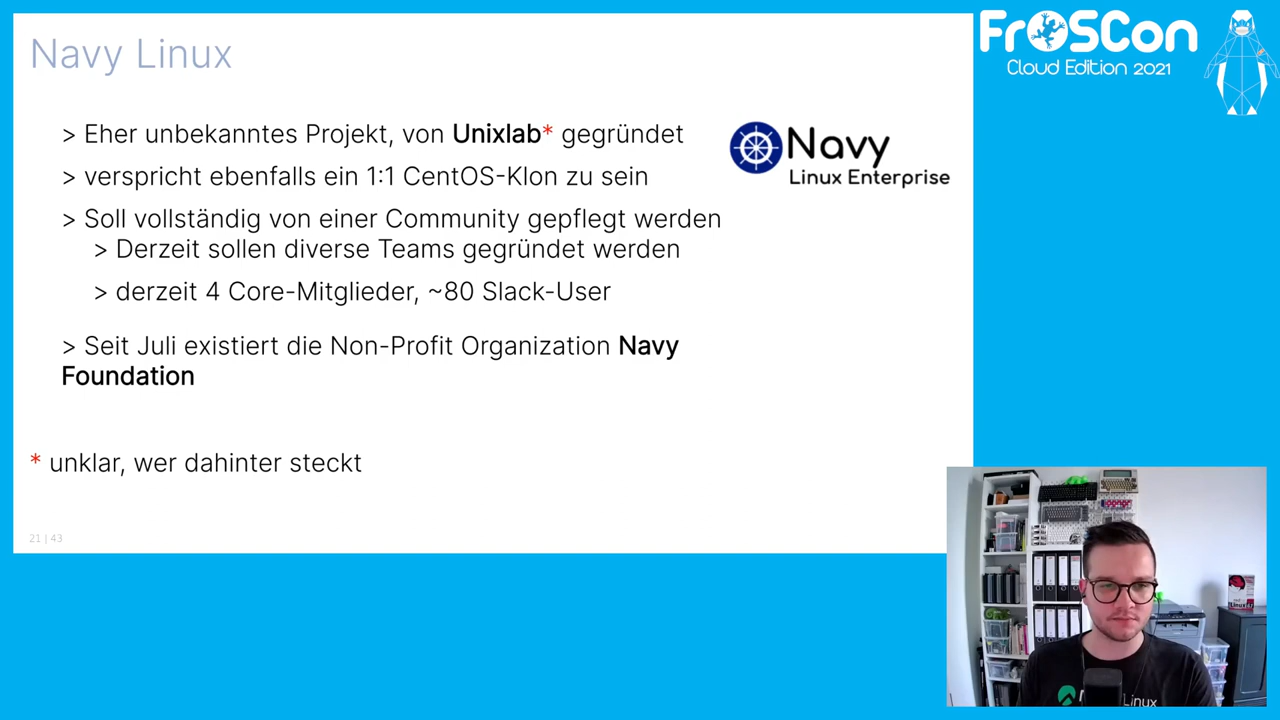 Navy Linux
> Eher unbekanntes Projekt, von Unixlab* gegründet
> verspricht ebenfalls ein 1:1 CentOS-Klon zu sein
> Soll vollständig von einer Community gepflegt werden
> Derzeit sollen diverse Teams gegründet werden
> derzeit 4 Core-Mitglieder, ~80 Slack-User
> Seit Juli existiert die Non-Profit Organization Navy
Foundation
* unklar, wer dahinter steckt
21 | 43
Navy
Linux Enterprise
FrOSCon
Cloud Edition 2021
Linux
Linux